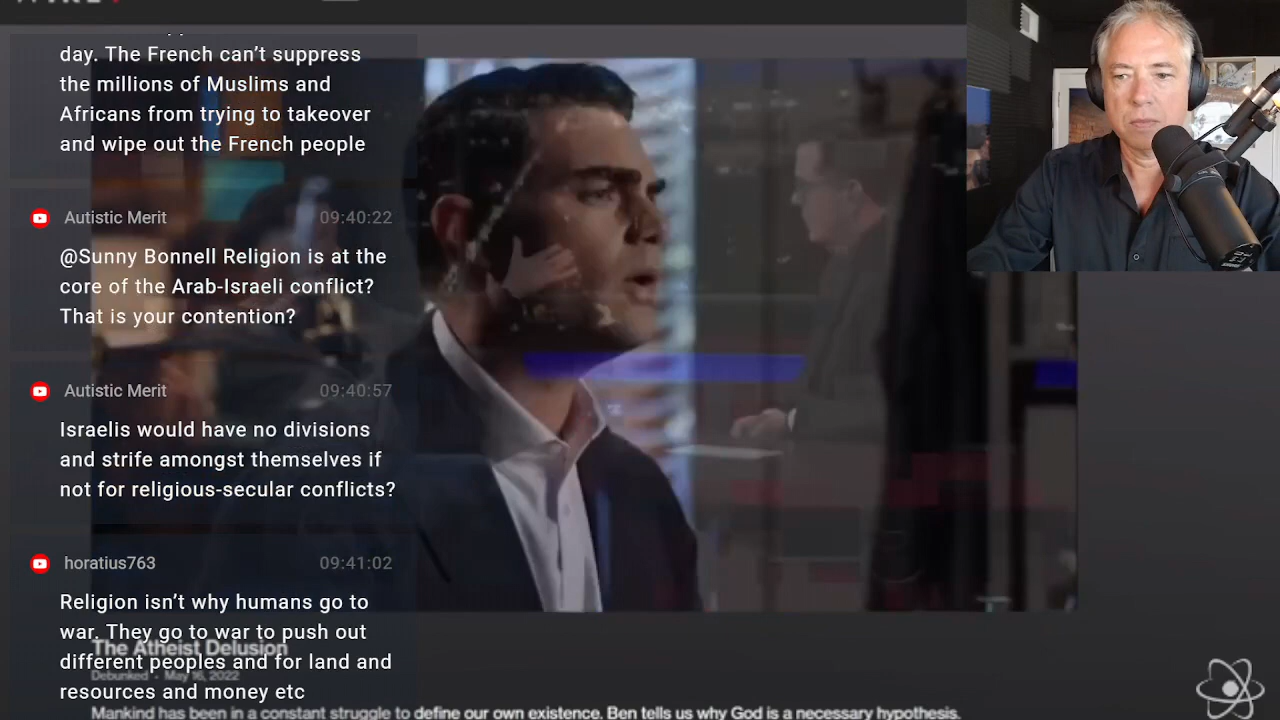 day. The French can’t suppress
the millions of Muslims and
Africans from trying to takeover
and wipe out the French people
Autistic Merit 09:40:22
@Sunny Bonnell Religion is at the
core of the Arab-Israeli conflict?
That is your contention?
Autistic Merit 09:40:57
Israelis would have no divisions
and strife amongst themselves if
not for religious-secular conflicts?
horatius763 09:41:02
Religion isn’t why humans go to
war. They go to war to push out
different peoples and for land and
resources and money etc
The Atheist Delusion
Debunked • May 16, 2022
Mankind has been in a constant struggle to define our own existence. Ben tells us why God is a necessary hypothesis.